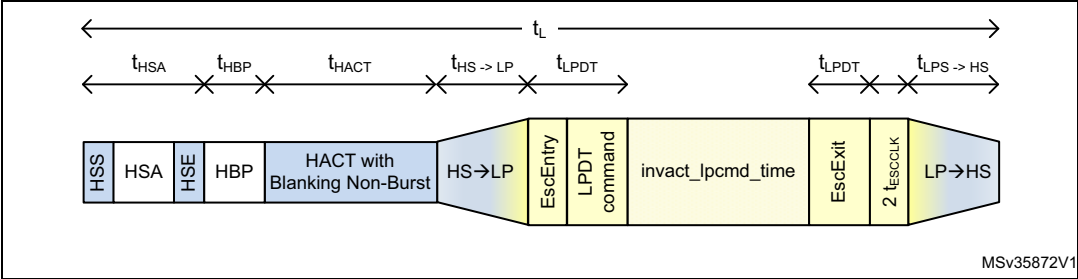 tL
tHSA tHBP tHACT tHS -> LP tLPDT tLPDT tLPS -> HS
HSS HSA HSE HBP HACT with Blanking Non-Burst HS→LP EscEntry LPDT command invact_lpcmd_time EscExit 2 tESCCLK LP→HS
MSv35872V1